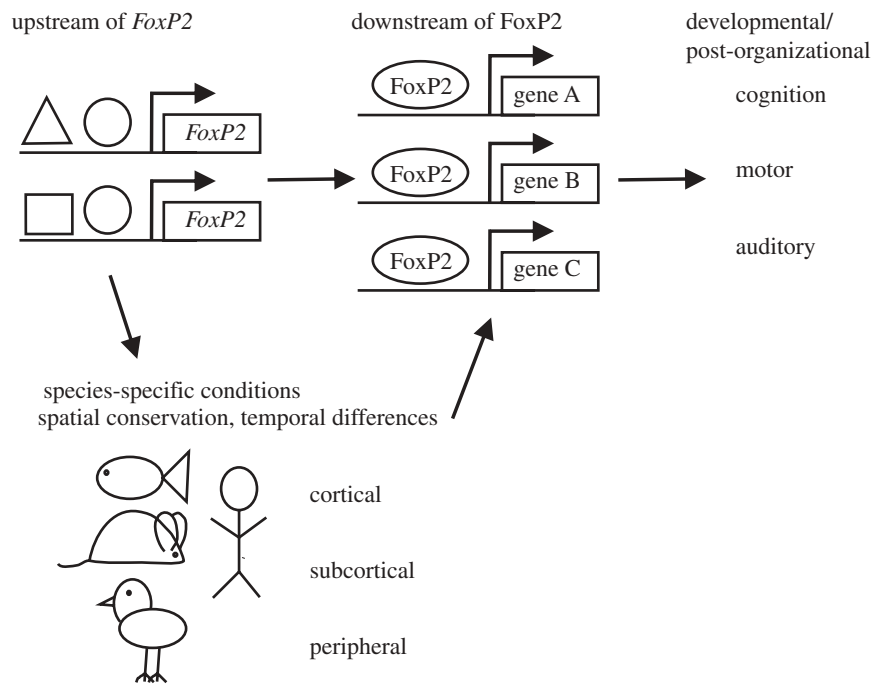 upstream of FoxP2
FoxP2
FoxP2
downstream of FoxP2
FoxP2 gene A
FoxP2 gene B
FoxP2 gene C
developmental/
post-organizational
cognition
motor
auditory
species-specific conditions
spatial conservation, temporal differences
cortical
subcortical
peripheral